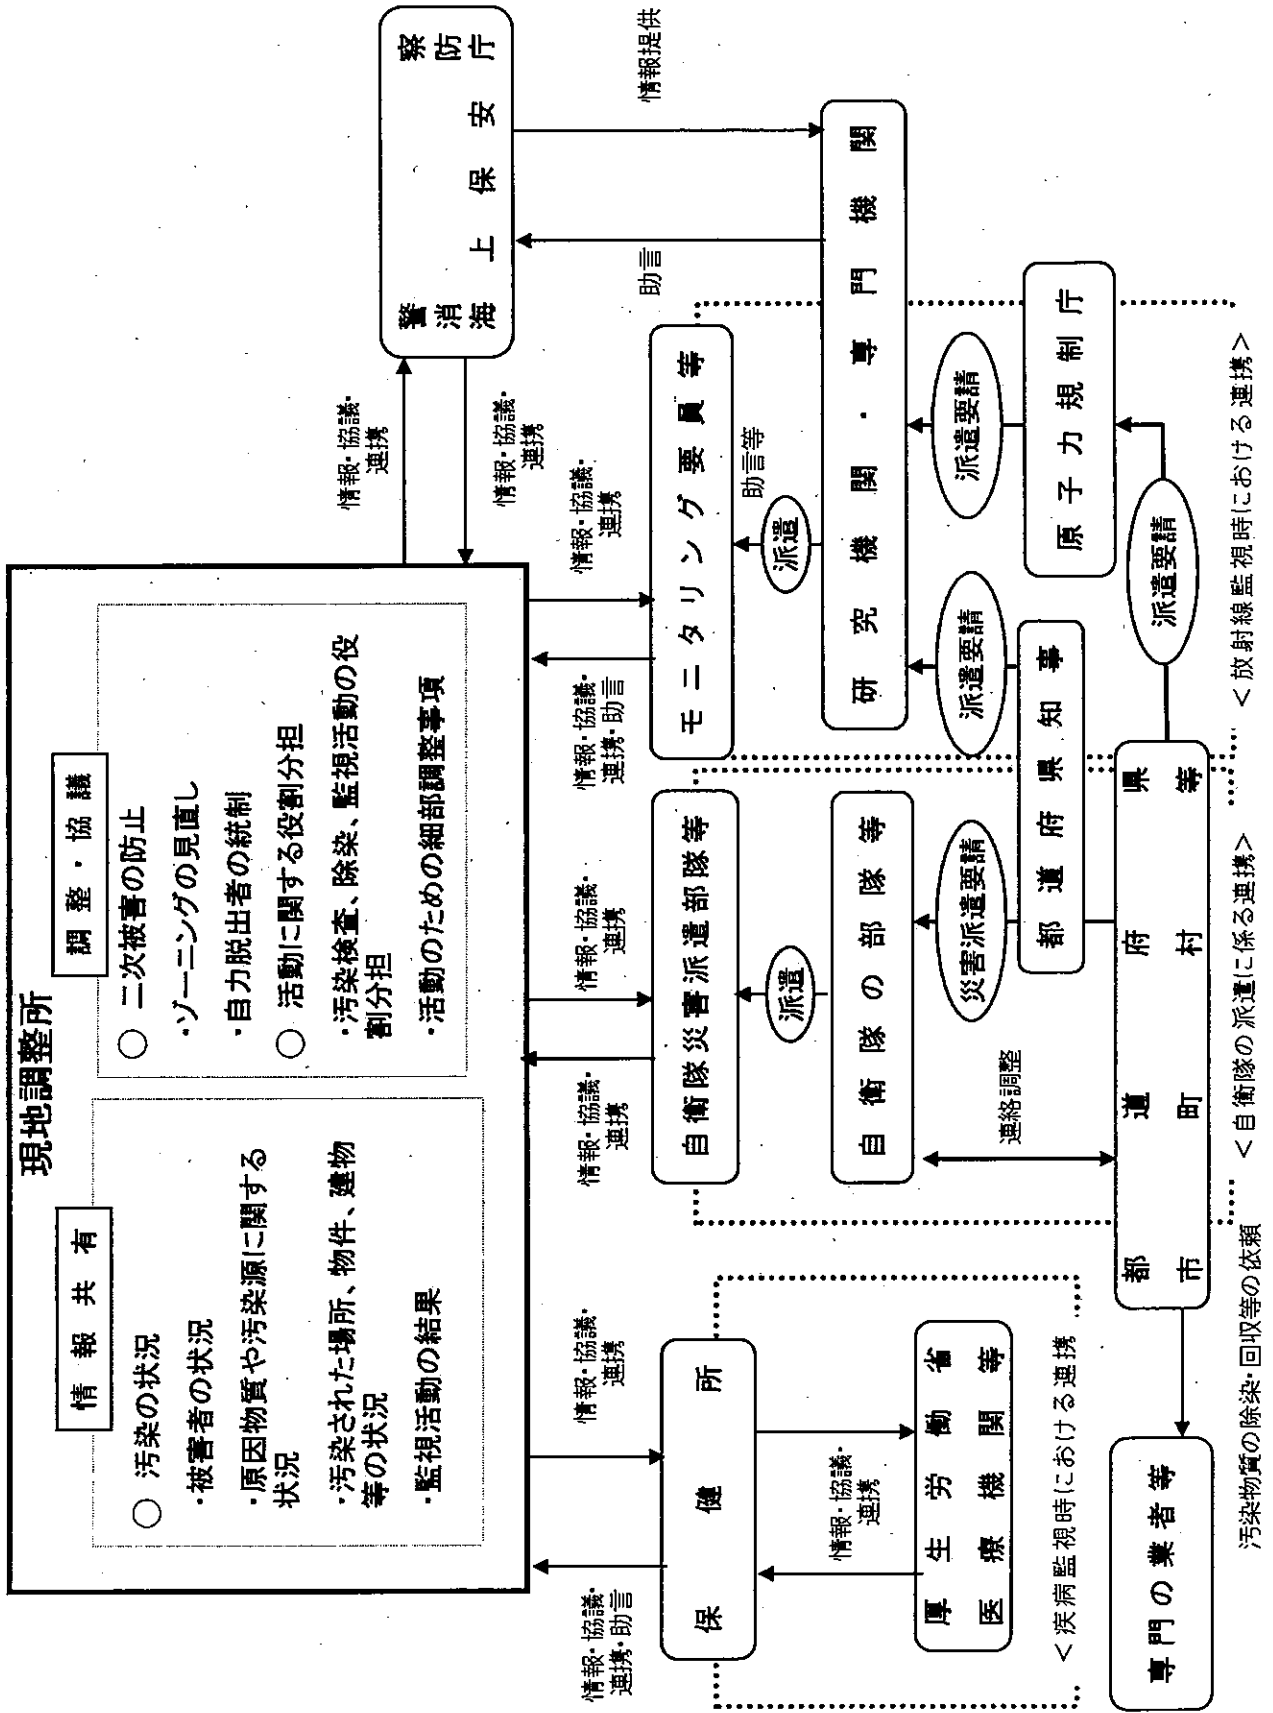 現地調整所
情報共有
○ 汚染の状況
・被害者の状況
・原因物質や汚染源に関する
状況
・汚染された場所、物件、建物
等の状況
・監視活動の結果
調整・協議
○ 二次被害の防止
・ゾーニングの見直し
・自力脱出者の統制
○ 活動に関する役割分担
・汚染検査、除染、監視活動の役
割分担
・活動のための細部調整事項
情報・協議・
連携
情報・協議・
連携
警察
消防
海上保安庁
情報・協議・
連携・助言
情報・協議・
連携
情報・協議・
連携
情報・協議・
連携
情報・協議・
連携・助言
情報・協議・
連携
助言
情報提供
保健所
自衛隊災害派遣部隊等
モニタリング要員等
情報・協議・
連携
派遣
派遣
助言等
厚生労働省
医療機関等
自衛隊の部隊等
研究機関・専門機関
<疾病監視時における連携>
連絡調整
災害派遣要請
派遣要請
派遣要請
都道府県知事
原子力規制庁
派遣要請
専門の業者等
都道府県
市町村等
汚染物質の除染・回収等の依頼
<自衛隊の派遣に係る連携>
<放射線監視時における連携>